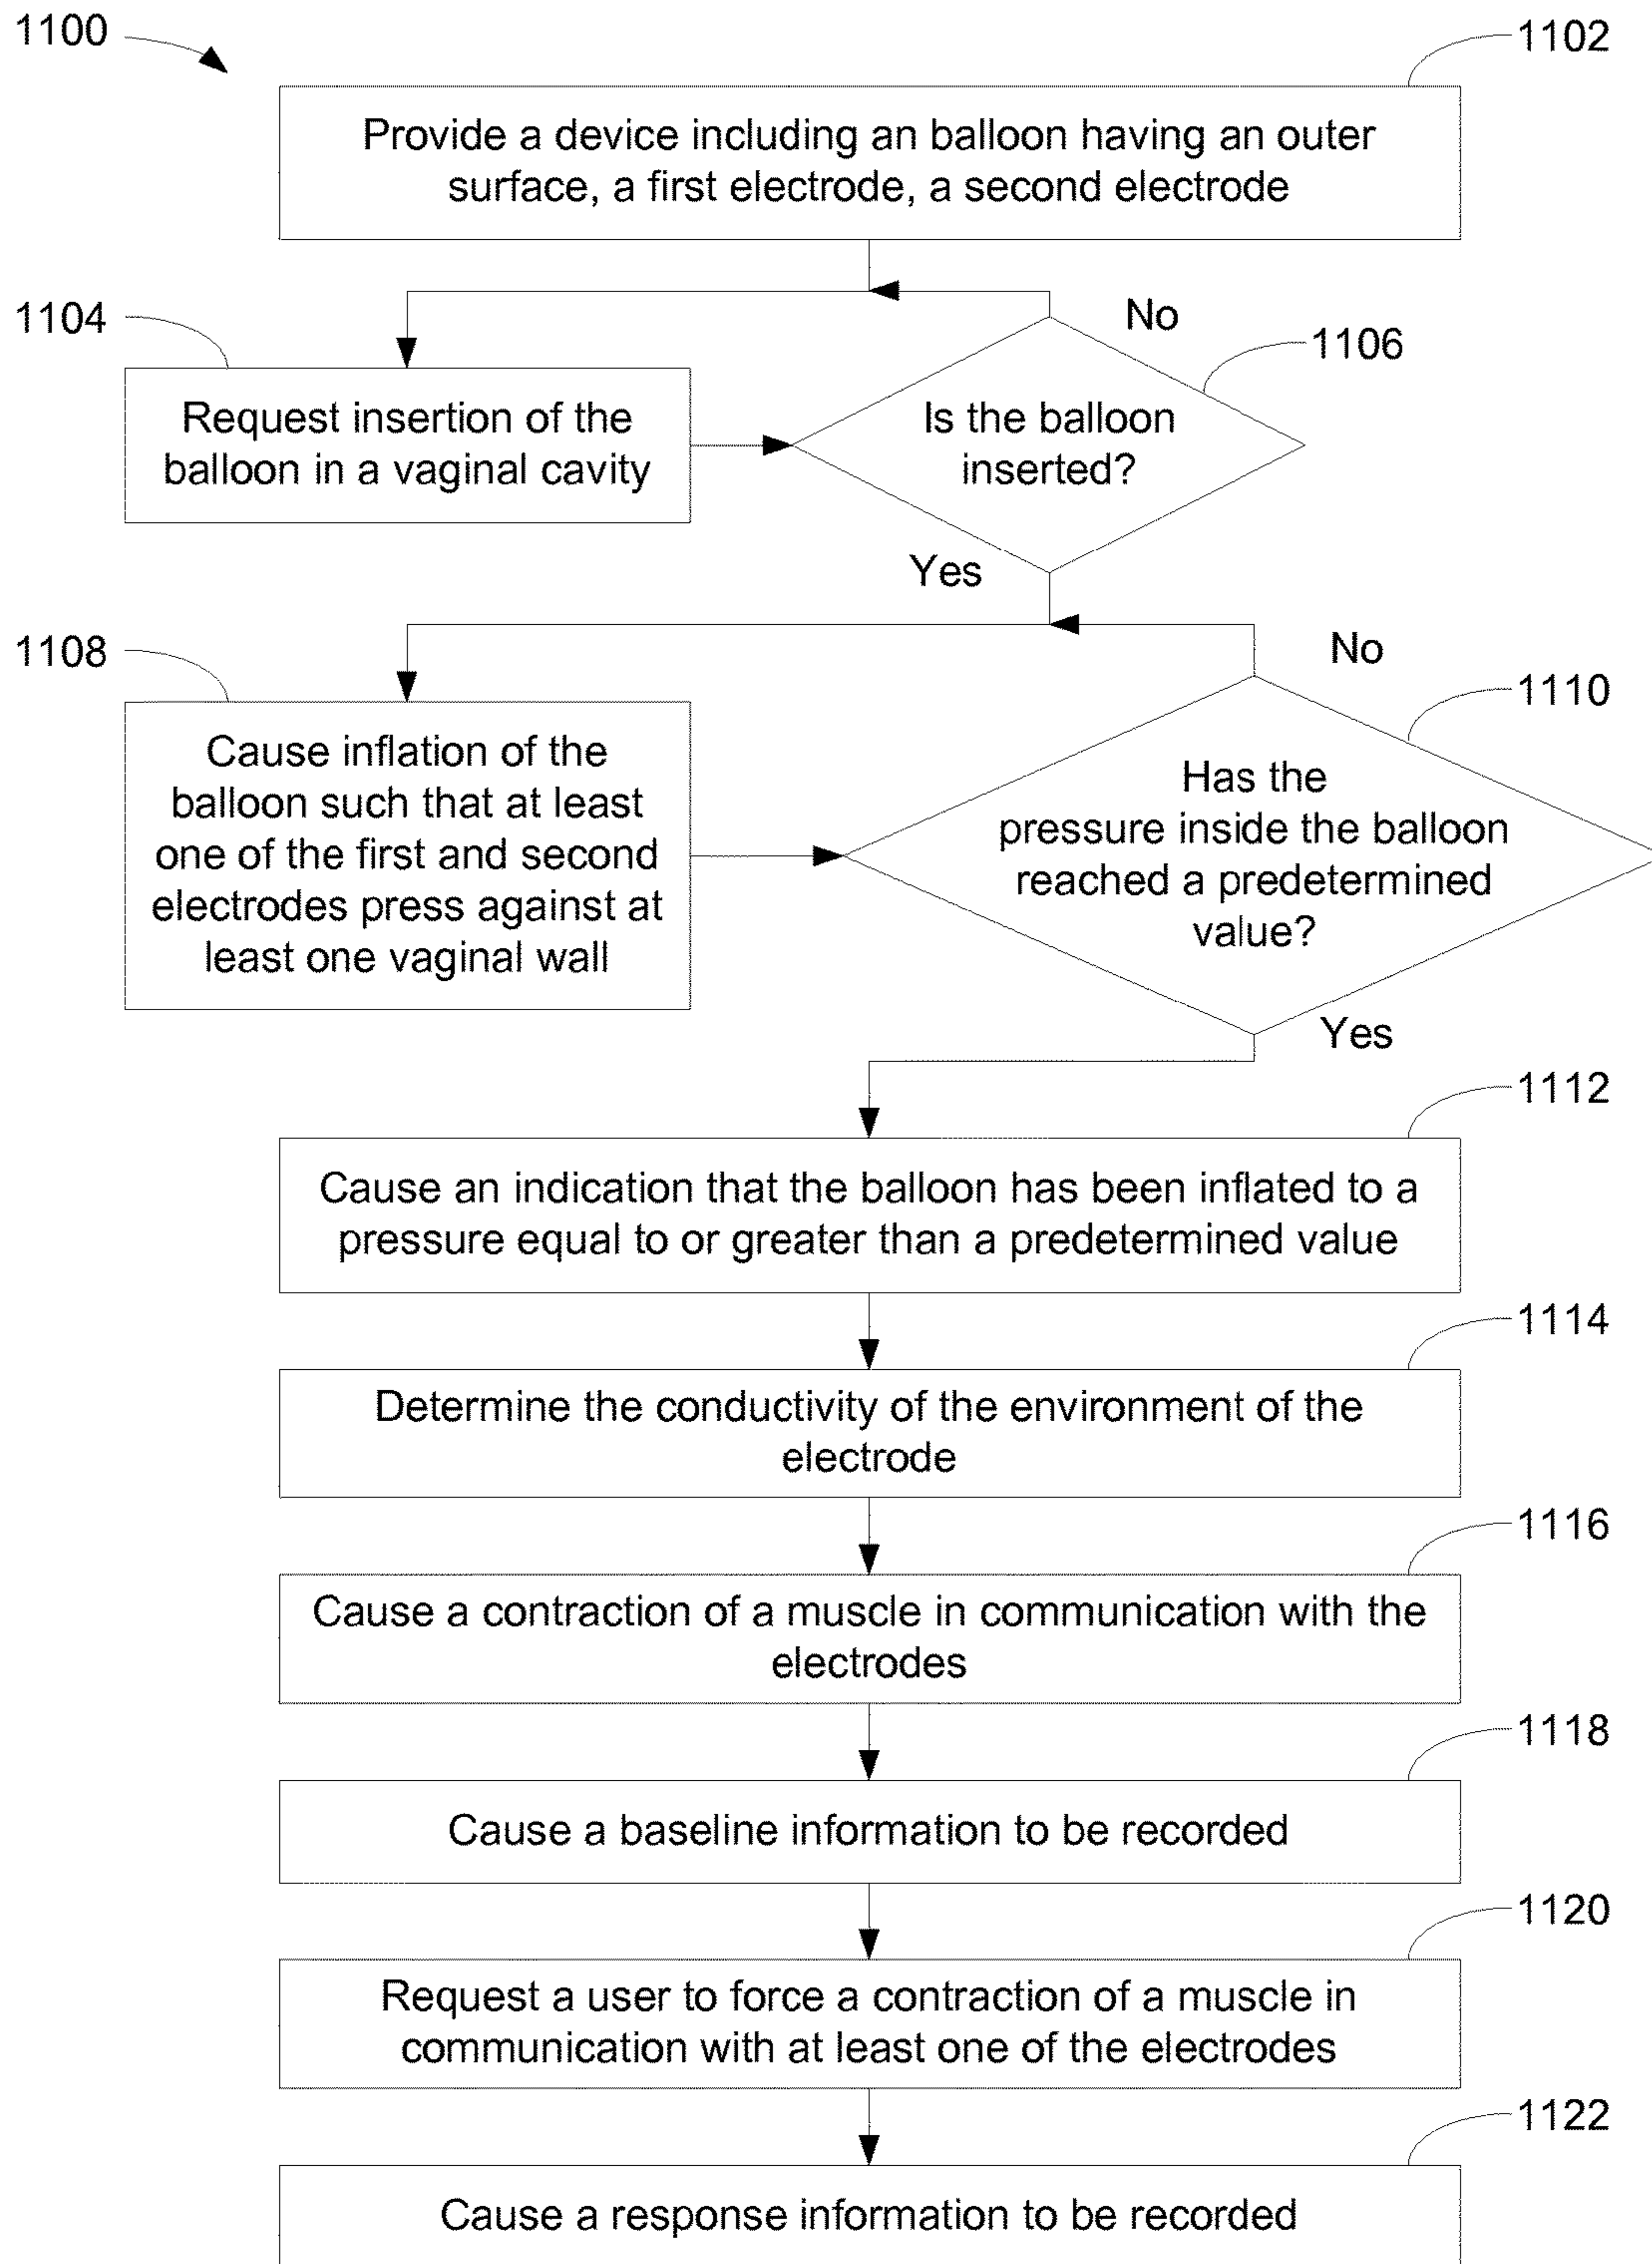 1100
1102
Provide a device including an balloon having an outer
surface, a first electrode, a second electrode
No
1104
1106
Request insertion of the
balloon in a vaginal cavity
Is the balloon
inserted?
Yes
No
1108
1110
Cause inflation of the
balloon such that at least
one of the first and second
electrodes press against at
least one vaginal wall
Has the
pressure inside the balloon
reached a predetermined
value?
Yes
1112
Cause an indication that the balloon has been inflated to a
pressure equal to or greater than a predetermined value
1114
Determine the conductivity of the environment of the
electrode
1116
Cause a contraction of a muscle in communication with the
electrodes
1118
Cause a baseline information to be recorded
1120
Request a user to force a contraction of a muscle in
communication with at least one of the electrodes
1122
Cause a response information to be recorded